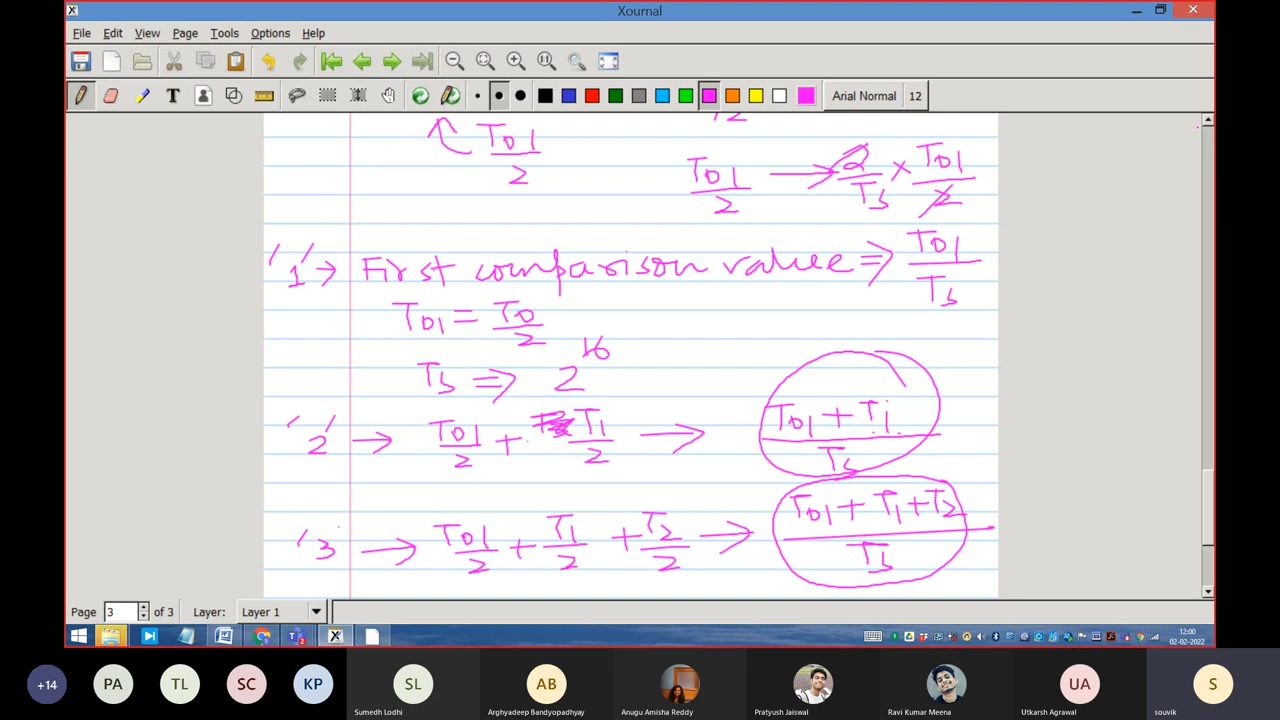 Xournal
File Edit View Page Tools Options Help
Arial Normal 12
T01/2
T01/2 → 2/Ts × T01/2
'1' → First comparison value ⇒ T01/Ts
T01 = T0/2
Ts ⇒ 2^16
'2' → T01/2 + T1/2 → (T01 + T1)/Ts
'3 → T01/2 + T1/2 + T2/2 → (T01 + T1 + T2)/Ts
Page 3 of 3 Layer: Layer 1
12:00
02-02-2022
+14 PA TL SC KP SL AB UA S
Sumedh Lodhi Arghyadeep Bandyopadhyay Anugu Amisha Reddy Pratyush Jaiswal Ravi Kumar Meena Utkarsh Agrawal souvik